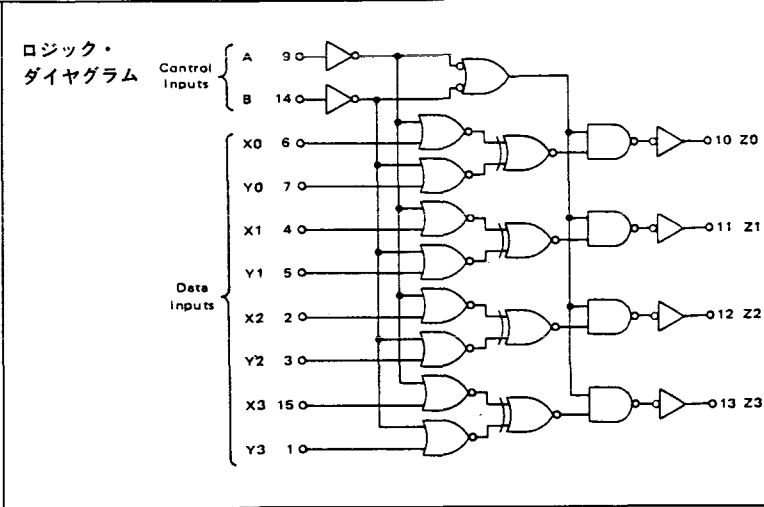 ロジック・
ダイヤグラム
Control
Inputs
A 9
B 14
X0 6
Y0 7
X1 4
Y1 5
Data
Inputs
X2 2
Y2 3
X3 15
Y3 1
10 Z0
11 Z1
12 Z2
13 Z3